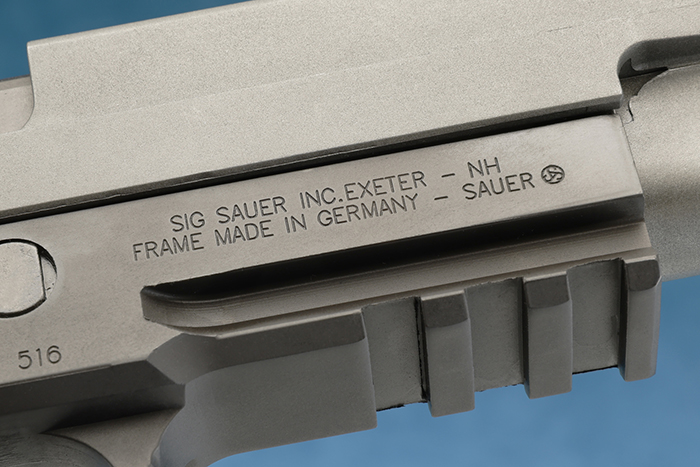 SIG SAUER INC.EXETER - NH
FRAME MADE IN GERMANY - SAUER
516